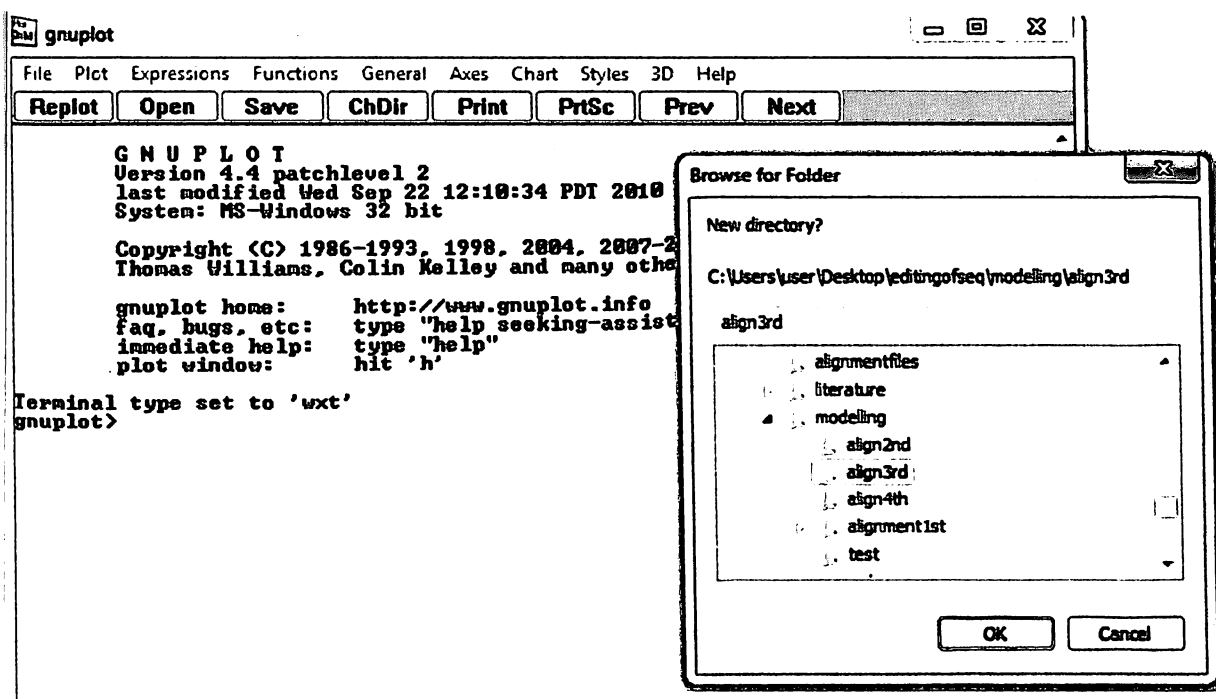 gnuplot
File Plot Expressions Functions General Axes Chart Styles 3D Help
Replot Open Save ChDir Print PrtSc Prev Next
G N U P L O T
Version 4.4 patchlevel 2
last modified Wed Sep 22 12:10:34 PDT 2010
System: MS-Windows 32 bit
Copyright (C) 1986-1993, 1998, 2004, 2007-2
Thomas Williams, Colin Kelley and many othe
gnuplot home: http://www.gnuplot.info
faq, bugs, etc: type "help seeking-assist
immediate help: type "help"
plot window: hit 'h'
Terminal type set to 'wxt'
gnuplot>
Browse for Folder
New directory?
C:\Users\user\Desktop\editingofseq\modelling\align3rd
align3rd
alignmentfiles
literature
modelling
align2nd
align3rd
align4th
alignment1st
test
OK Cancel